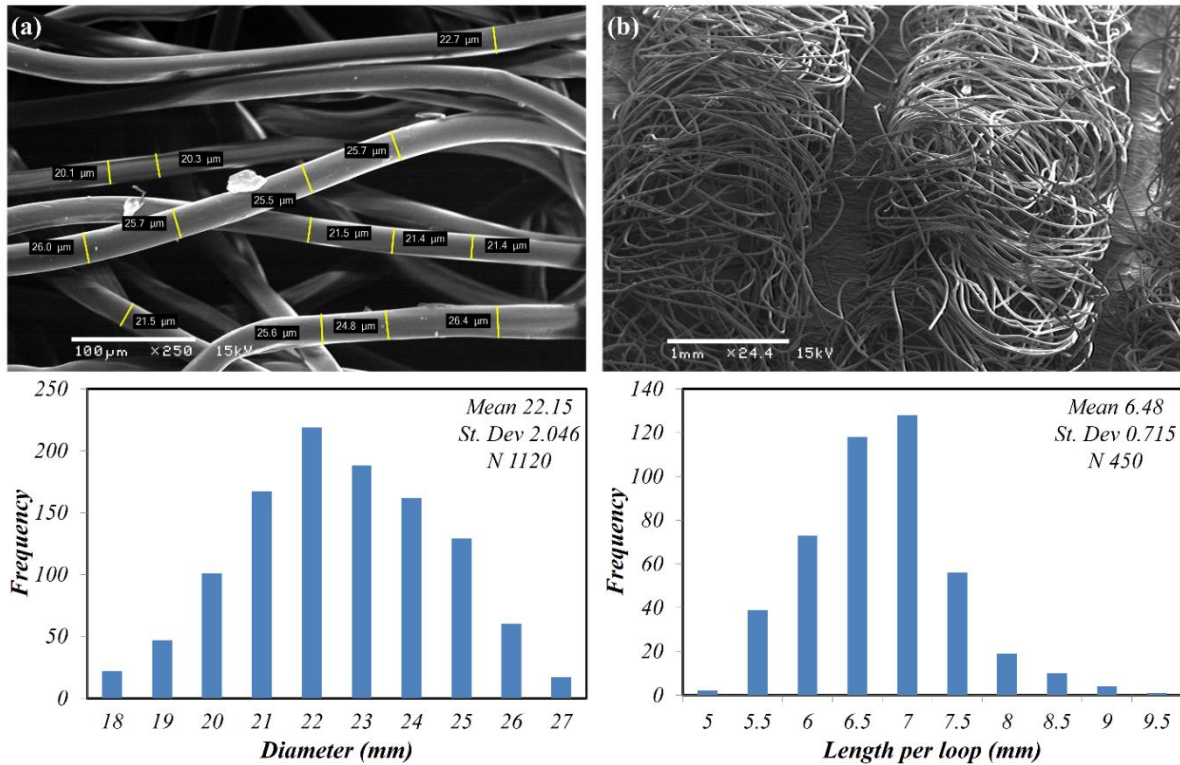 (a)
22.7 µm
25.7 µm
20.3 µm
20.1 µm
25.5 µm
25.7 µm
26.0 µm
21.5 µm
21.4 µm
21.4 µm
21.5 µm
25.6 µm
24.8 µm
26.4 µm
100µm ×250 15kV
(b)
1mm ×24.4 15kV
250
200
150
100
50
0
Frequency
Mean 22.15
St. Dev 2.046
N 1120
18 19 20 21 22 23 24 25 26 27
Diameter (mm)
140
120
100
80
60
40
20
0
Frequency
Mean 6.48
St. Dev 0.715
N 450
5 5.5 6 6.5 7 7.5 8 8.5 9 9.5
Length per loop (mm)